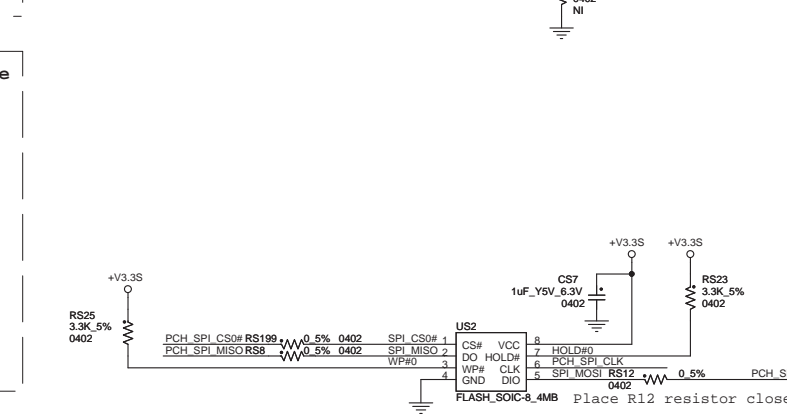 NI
e
+V3.3S +V3.3S
CS7
1uF_Y5V_6.3V
0402
RS23
3.3K_5%
0402
+V3.3S
RS25
3.3K_5%
0402
US2
PCH_SPI_CS0# RS199 0_5% 0402 SPI_CS0# 1 CS# VCC 8
PCH_SPI_MISO RS8 0_5% 0402 SPI_MISO 2 DO HOLD# 7 HOLD#0
WP#0 3 WP# CLK 6 PCH_SPI_CLK
4 GND DIO 5 SPI_MOSI RS12 0_5% PCH_S
0402
FLASH_SOIC-8_4MB Place R12 resistor close